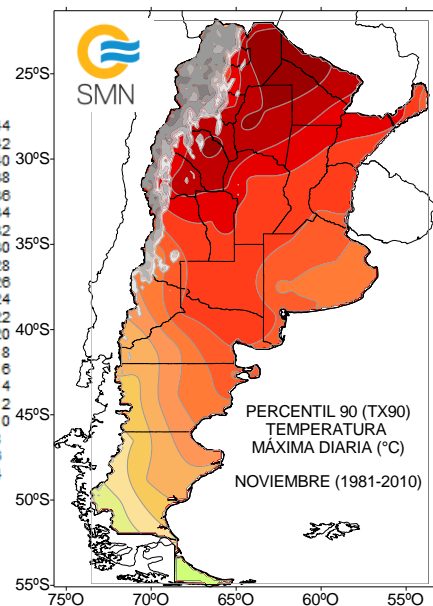 SMN
25ºS
30ºS
35ºS
40ºS
45ºS
50ºS
55ºS
75ºO
70ºO
65ºO
60ºO
55ºO
PERCENTIL 90 (TX90)
TEMPERATURA
MÁXIMA DIARIA (°C)
NOVIEMBRE (1981-2010)